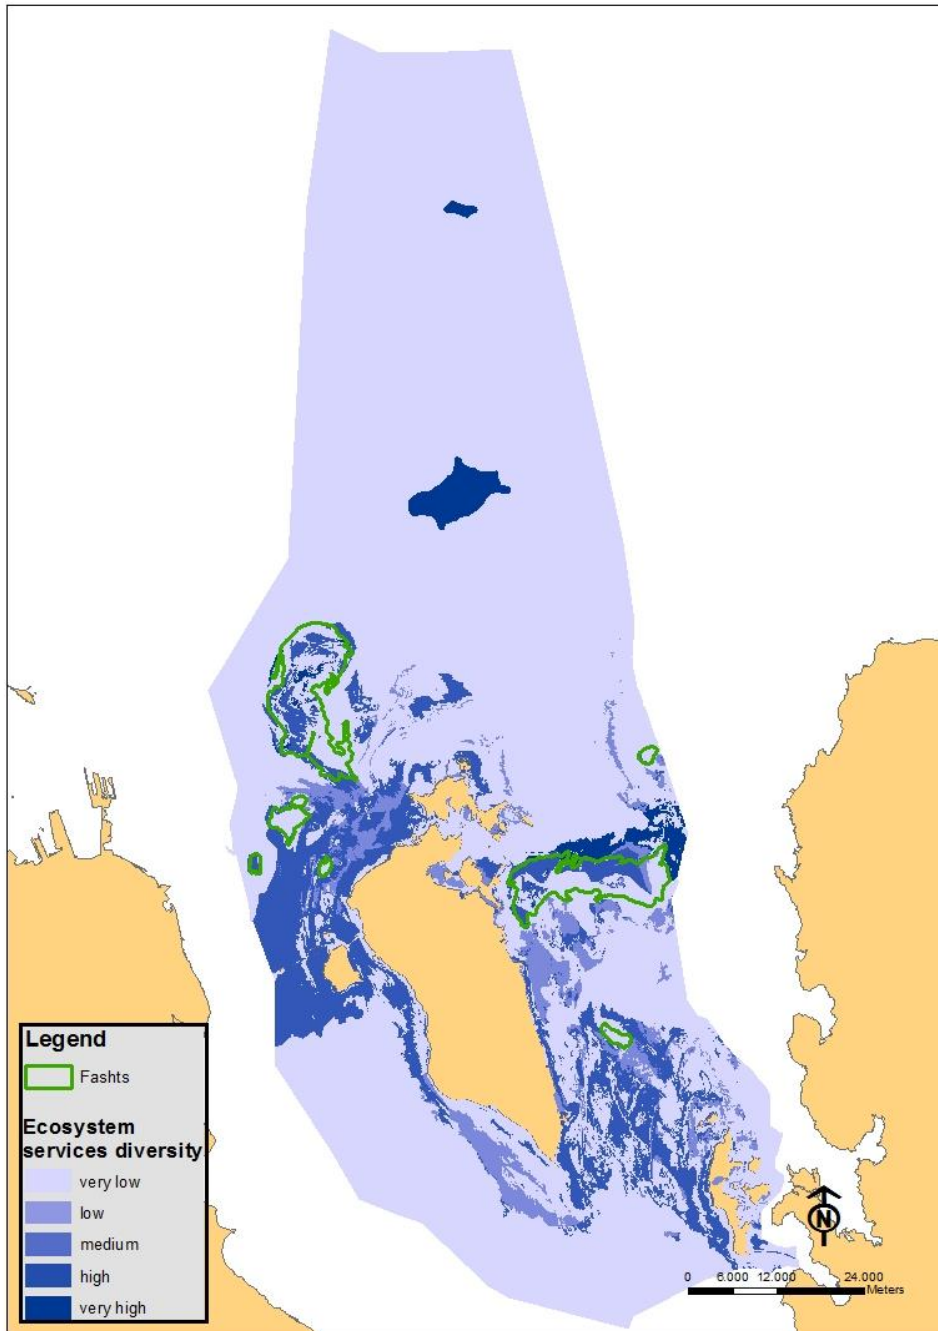 Legend
Fashts
Ecosystem
services diversity
very low
low
medium
high
very high
N
0 6.000 12.000 24.000
Meters